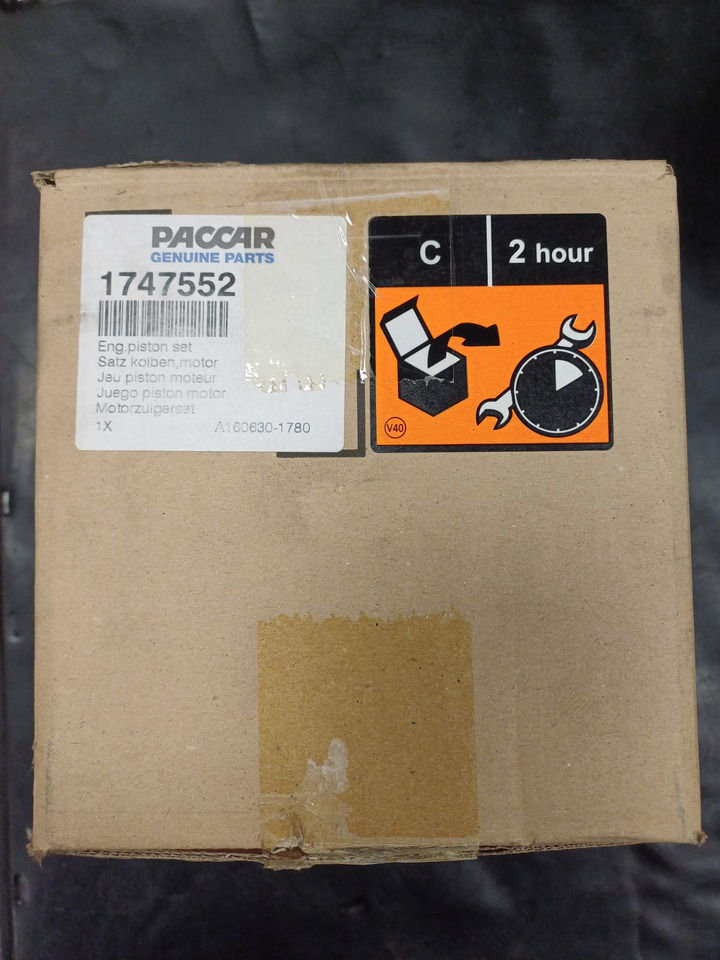 PACCAR
GENUINE PARTS
1747552
Eng.piston set
Satz kolben,motor
Jeu piston moteur
Juego piston motor
Motorzuigerset
1X A160630-1780
C 2 hour
V40